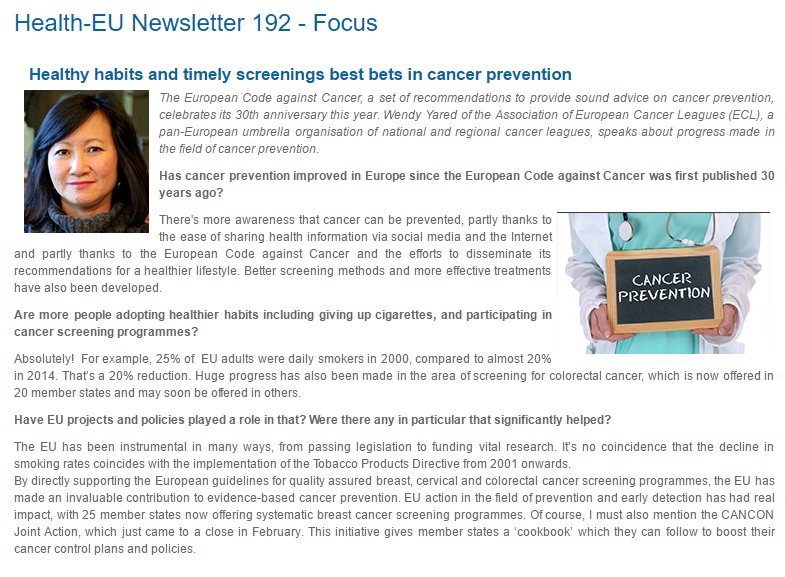 Health-EU Newsletter 192 - Focus
Healthy habits and timely screenings best bets in cancer prevention
The European Code against Cancer, a set of recommendations to provide sound advice on cancer prevention,
celebrates its 30th anniversary this year. Wendy Yared of the Association of European Cancer Leagues (ECL), a
pan-European umbrella organisation of national and regional cancer leagues, speaks about progress made in
the field of cancer prevention.
Has cancer prevention improved in Europe since the European Code against Cancer was first published 30
years ago?
There's more awareness that cancer can be prevented, partly thanks to
the ease of sharing health information via social media and the Internet
and partly thanks to the European Code against Cancer and the efforts to disseminate its
recommendations for a healthier lifestyle. Better screening methods and more effective treatments
have also been developed.
CANCER
PREVENTION
Are more people adopting healthier habits including giving up cigarettes, and participating in
cancer screening programmes?
Absolutely!  For example, 25% of  EU adults were daily smokers in 2000, compared to almost 20%
in 2014. That's a 20% reduction. Huge progress has also been made in the area of screening for colorectal cancer, which is now offered in
20 member states and may soon be offered in others.
Have EU projects and policies played a role in that? Were there any in particular that significantly helped?
The EU has been instrumental in many ways, from passing legislation to funding vital research. It's no coincidence that the decline in
smoking rates coincides with the implementation of the Tobacco Products Directive from 2001 onwards.
By directly supporting the European guidelines for quality assured breast, cervical and colorectal cancer screening programmes, the EU has
made an invaluable contribution to evidence-based cancer prevention. EU action in the field of prevention and early detection has had real
impact, with 25 member states now offering systematic breast cancer screening programmes. Of course, I must also mention the CANCON
Joint Action, which just came to a close in February. This initiative gives member states a ‘cookbook’ which they can follow to boost their
cancer control plans and policies.